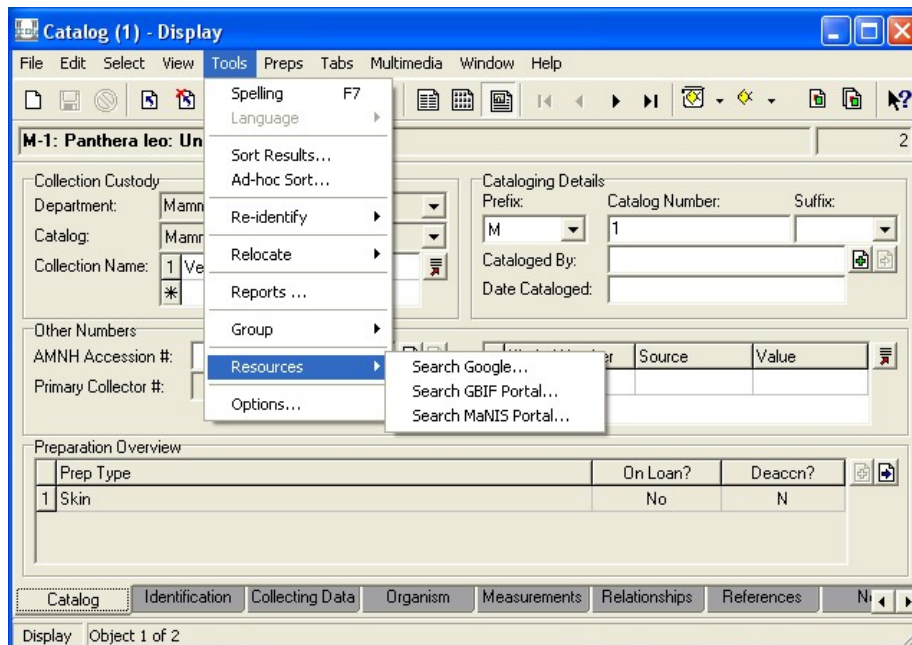 Catalog (1) - Display
File Edit Select View Tools Preps Tabs Multimedia Window Help
Spelling F7
Language
Sort Results...
Ad-hoc Sort...
Re-identify
Relocate
Reports ...
Group
Resources
Options...
Search Google...
Search GBIF Portal...
Search MaNIS Portal...
M-1: Panthera leo: 2
Collection Custody
Department:
Catalog:
Collection Name: 1
*
Cataloging Details
Prefix: Catalog Number: Suffix:
M 1
Cataloged By:
Date Cataloged:
Other Numbers
AMNH Accession #:
Primary Collector #:
Source Value
Preparation Overview
Prep Type On Loan? Deaccn?
1 Skin No N
Catalog Identification Collecting Data Organism Measurements Relationships References
Display Object 1 of 2